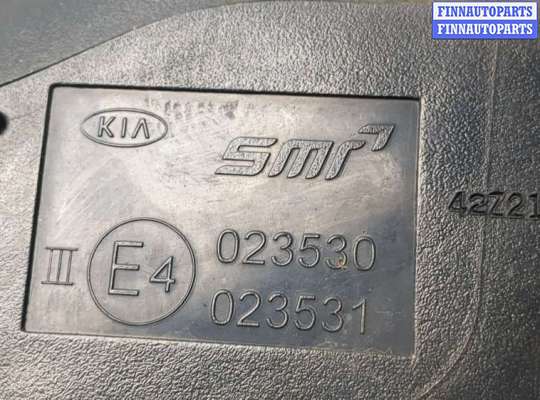 FINNAUTOPARTS
FINNAUTOPARTS
KIA smr
42Z21
III E4 023530
023531